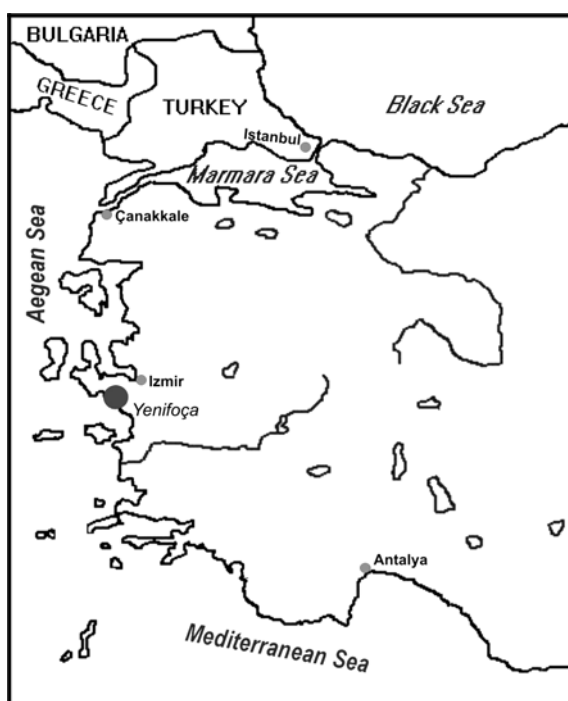 BULGARIA
GREECE
TURKEY
Black Sea
Istanbul
Marmara Sea
Çanakkale
Aegean Sea
Izmir
Yenifoça
Antalya
Mediterranean Sea